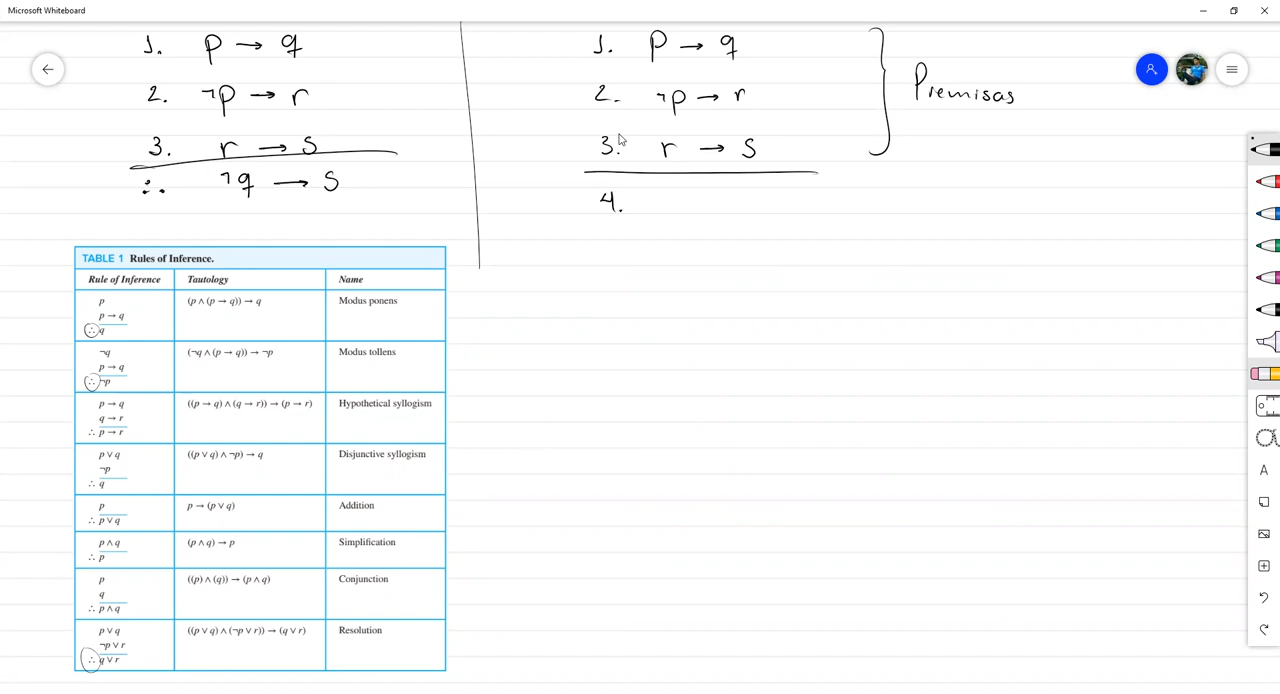 Microsoft Whiteboard
1. p → q
2. ¬p → r
3. r → s
∴ ¬q → s
1. p → q
2. ¬p → r
3. r → s
Premisas
4.
TABLE 1 Rules of Inference.
Rule of Inference Tautology Name
p
p → q
∴ q
(p ∧ (p → q)) → q
Modus ponens
¬q
p → q
∴ ¬p
(¬q ∧ (p → q)) → ¬p
Modus tollens
p → q
q → r
∴ p → r
((p → q) ∧ (q → r)) → (p → r)
Hypothetical syllogism
p ∨ q
¬p
∴ q
((p ∨ q) ∧ ¬p) → q
Disjunctive syllogism
p
∴ p ∨ q
p → (p ∨ q)
Addition
p ∧ q
∴ p
(p ∧ q) → p
Simplification
p
q
∴ p ∧ q
((p) ∧ (q)) → (p ∧ q)
Conjunction
p ∨ q
¬p ∨ r
∴ q ∨ r
((p ∨ q) ∧ (¬p ∨ r)) → (q ∨ r)
Resolution
A